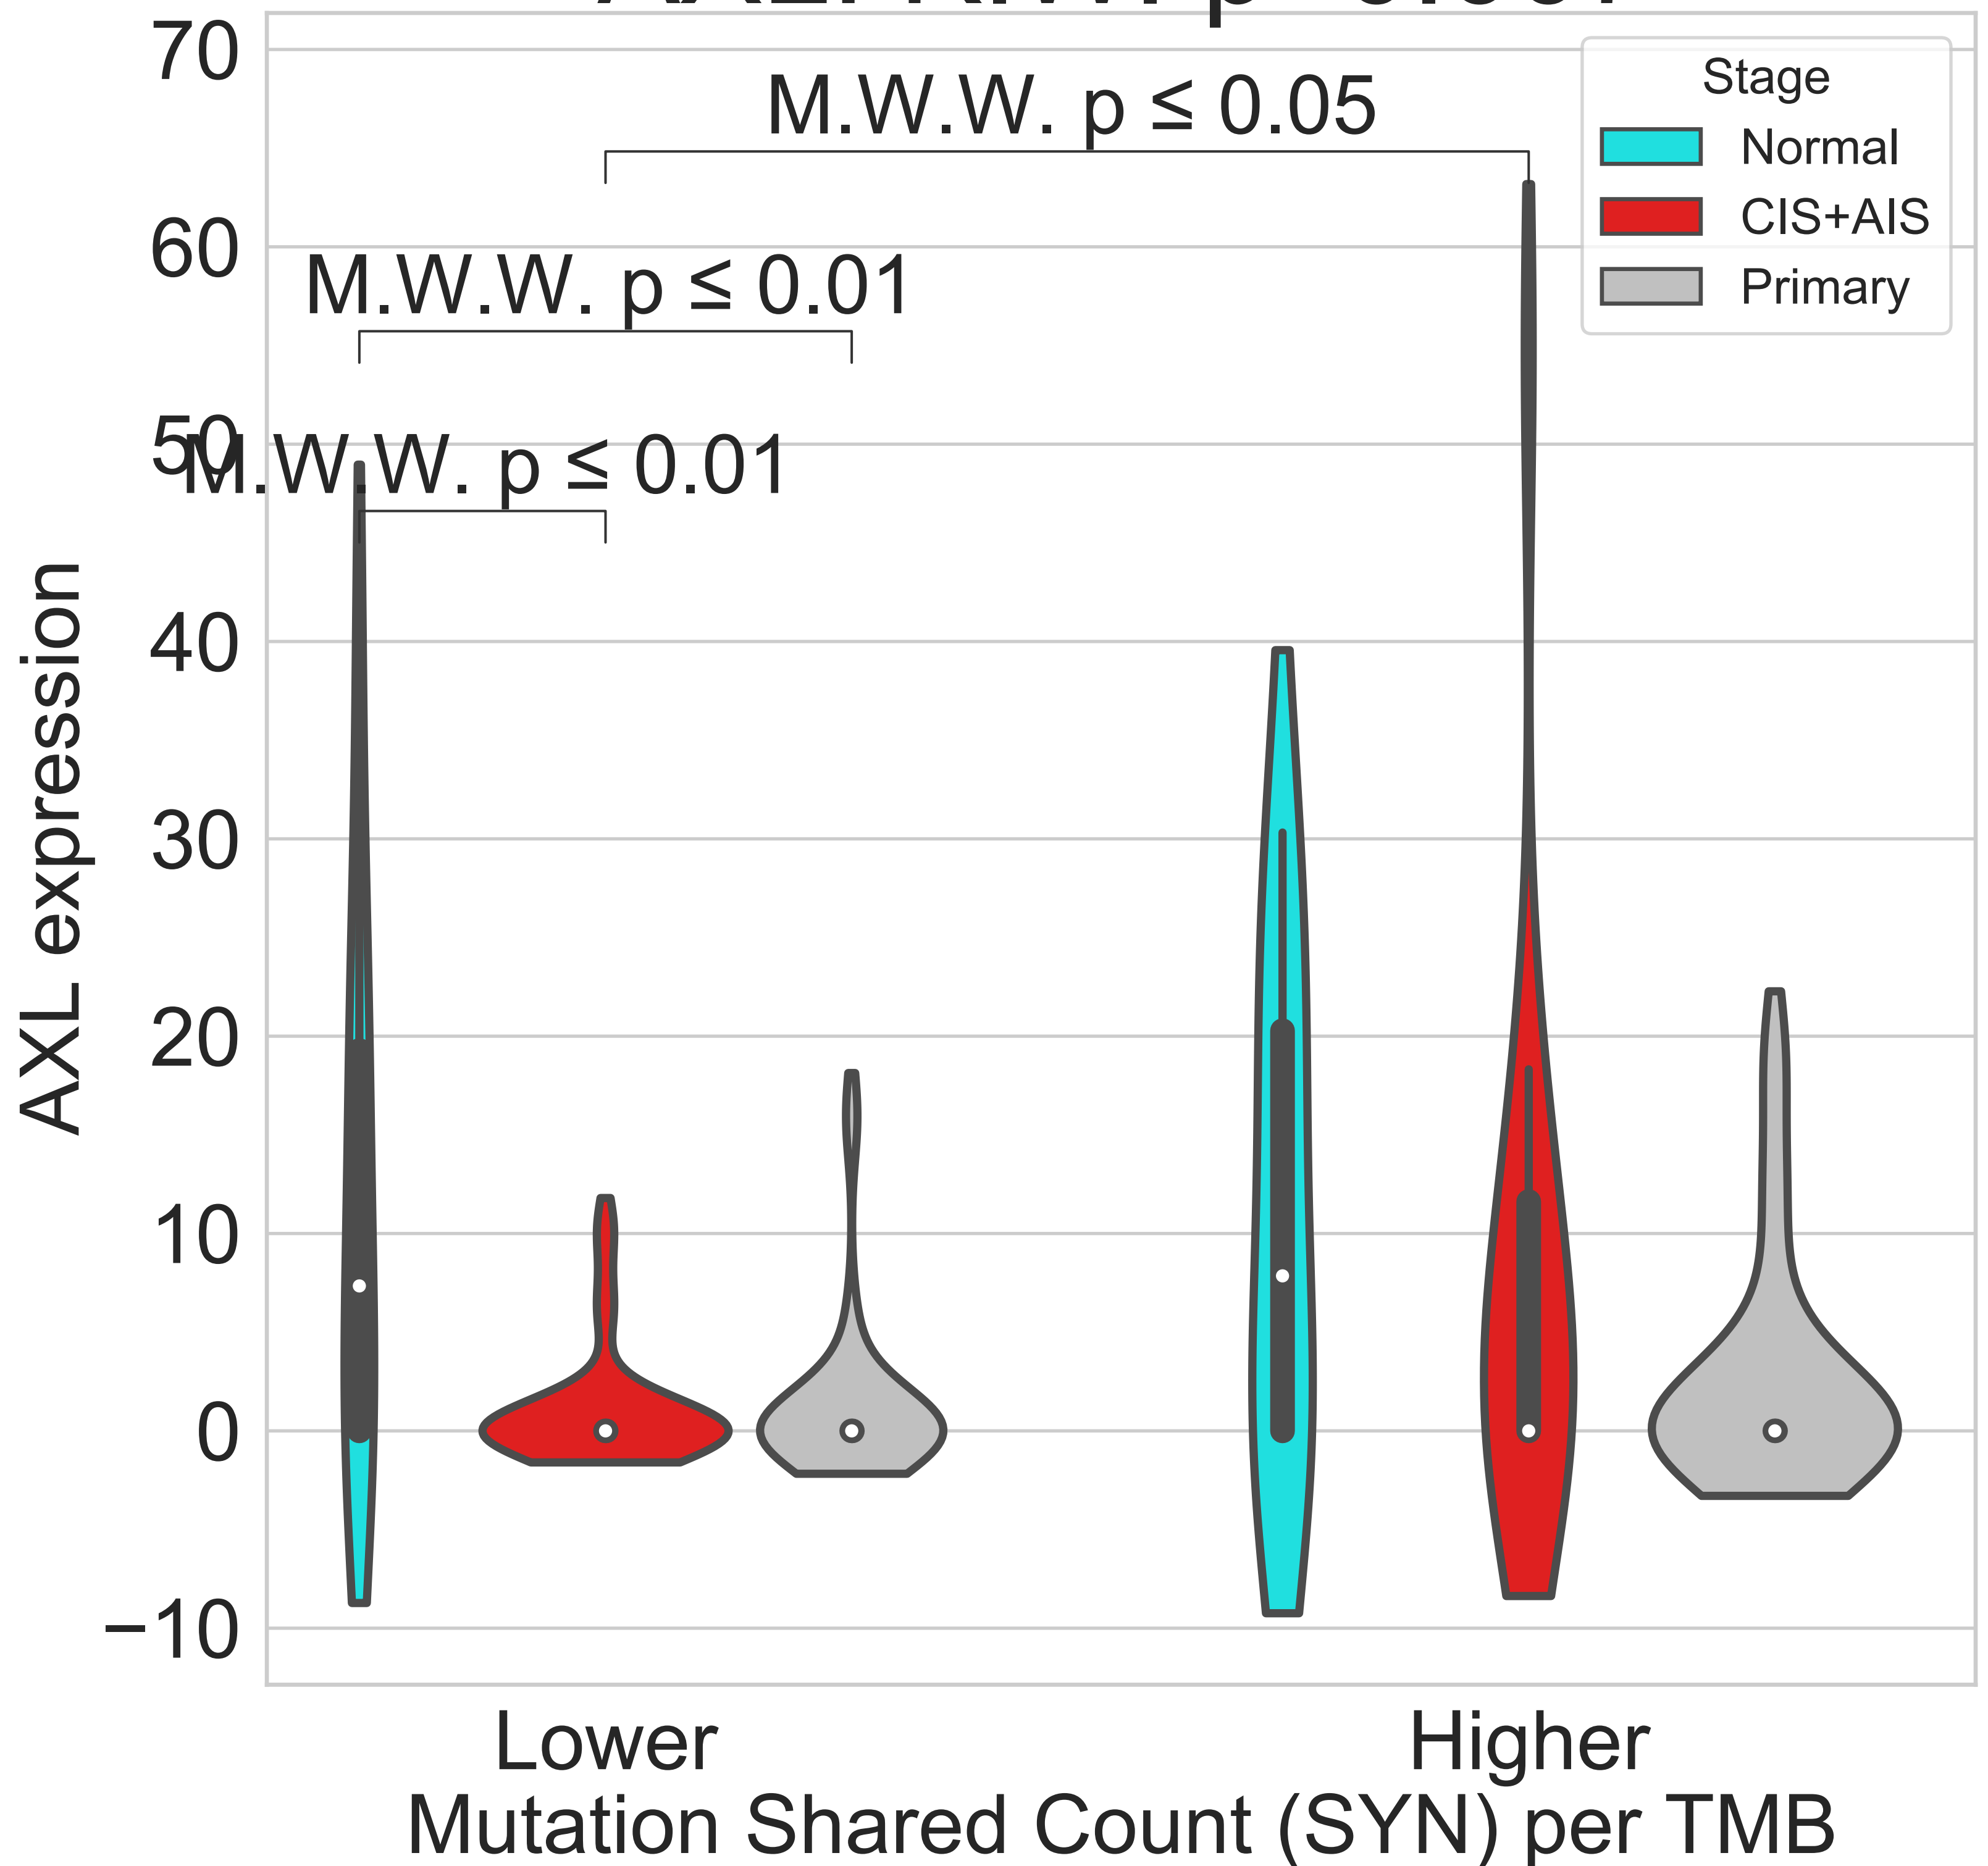 70
60
50
40
30
20
10
0
−10
AXL expression
M.W.W. p ≤ 0.05
M.W.W. p ≤ 0.01
M.W.W. p ≤ 0.01
Stage
Normal
CIS+AIS
Primary
Lower
Higher
Mutation Shared Count (SYN) per TMB